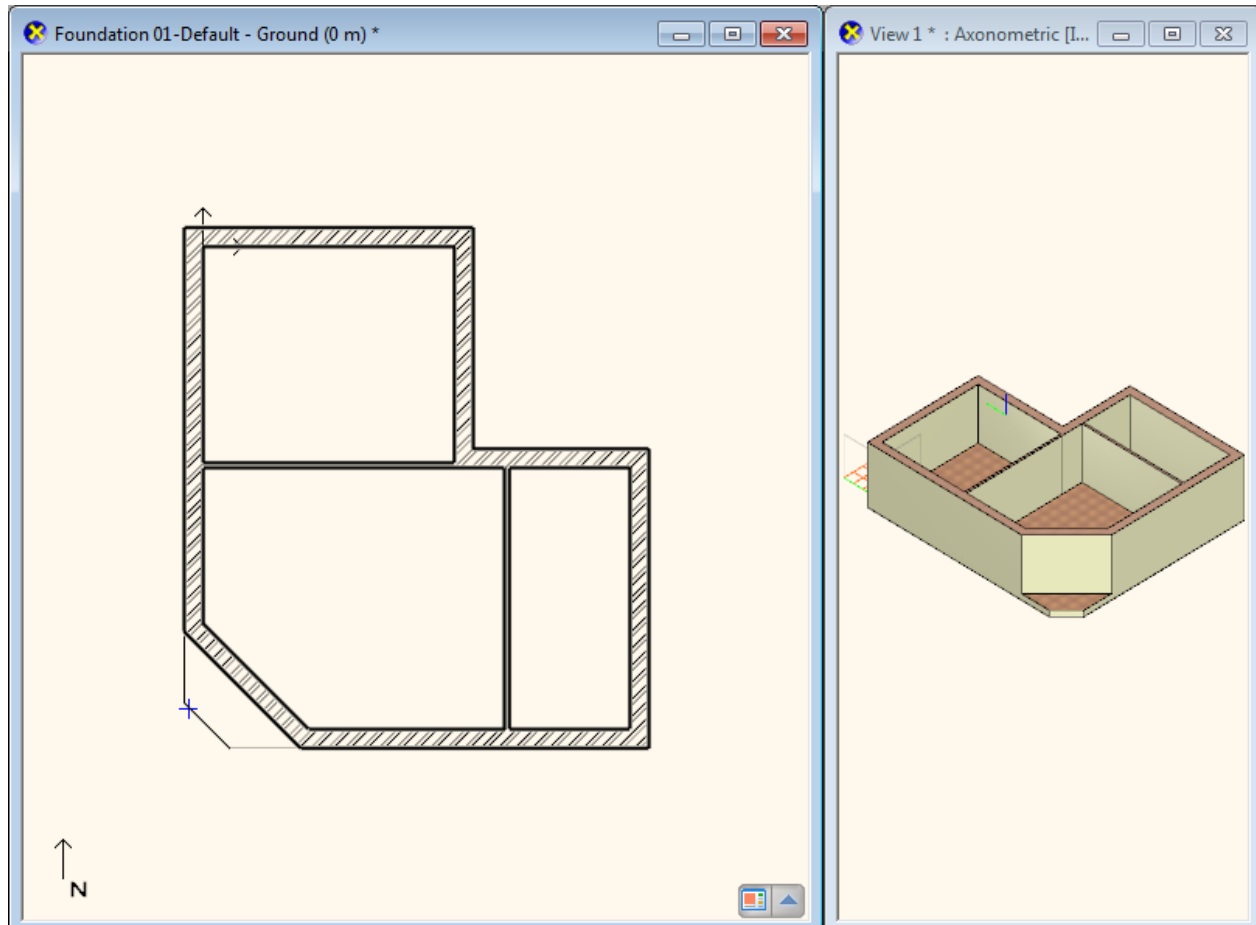 Foundation 01-Default - Ground (0 m) *
View 1 * : Axonometric [I...
N